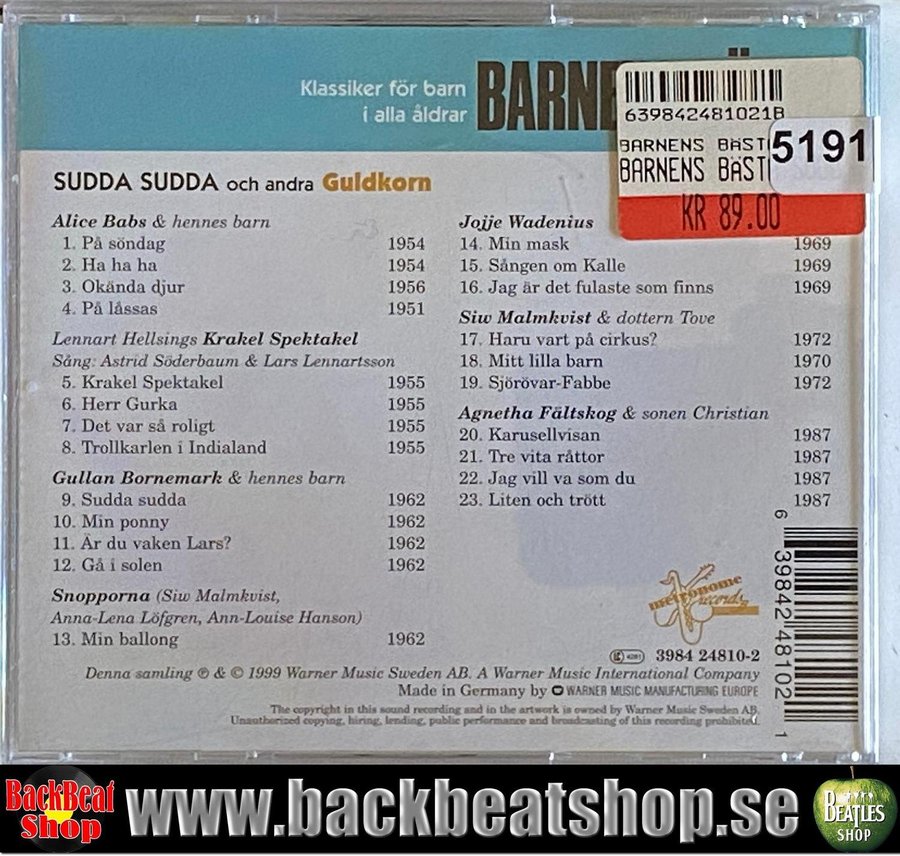 Klassiker för barn
i alla åldrar
BARNE
639842481021B
BARNENS BÄST
BARNENS BÄST
5191
KR 89.00
SUDDA SUDDA och andra Guldkorn
Alice Babs & hennes barn
1. På söndag 1954
2. Ha ha ha 1954
3. Okända djur 1956
4. På låssas 1951
Lennart Hellsings Krakel Spektakel
Sång: Astrid Söderbaum & Lars Lennartsson
5. Krakel Spektakel 1955
6. Herr Gurka 1955
7. Det var så roligt 1955
8. Trollkarlen i Indialand 1955
Gullan Bornemark & hennes barn
9. Sudda sudda 1962
10. Min ponny 1962
11. Är du vaken Lars? 1962
12. Gå i solen 1962
Snopporna (Siw Malmkvist,
Anna-Lena Löfgren, Ann-Louise Hanson)
13. Min ballong 1962
Jojje Wadenius
14. Min mask 1969
15. Sången om Kalle 1969
16. Jag är det fulaste som finns 1969
Siw Malmkvist & dottern Tove
17. Haru vart på cirkus? 1972
18. Mitt lilla barn 1970
19. Sjörövar-Fabbe 1972
Agnetha Fältskog & sonen Christian
20. Karusellvisan 1987
21. Tre vita råttor 1987
22. Jag vill va som du 1987
23. Liten och trött 1987
metronome
records
LC 4281 3984 24810-2
6 39842 48102 1
Denna samling ℗ & © 1999 Warner Music Sweden AB. A Warner Music International Company
Made in Germany by WARNER MUSIC MANUFACTURING EUROPE
The copyright in this sound recording and in the artwork is owned by Warner Music Sweden AB.
Unauthorized copying, hiring, lending, public performance and broadcasting of this recording prohibited.
BackBeat
Shop
www.backbeatshop.se
BEATLES
SHOP